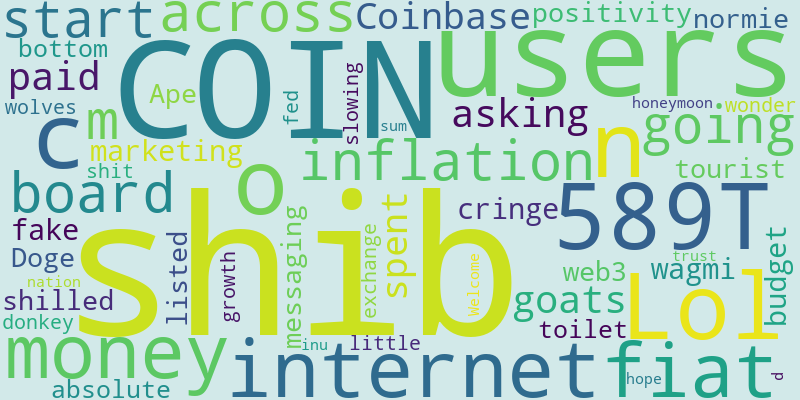 start
across
Coinbase
positivity
normie
bottom
COIN
users
paid
Ape
fed
slowing
wolves
honeymoon
wonder
c
m
sum
asking
n
going
marketing
shit
inflation
tourist
board
o
589T
fake
cringe
Doge
shib
listed
growth
messaging
exchange
spent
Welcome
web3
trust
wagmi
budget
nation
shilled
goats
Lol
donkey
toilet
money
inu
little
internet
fiat
absolute
hope
p